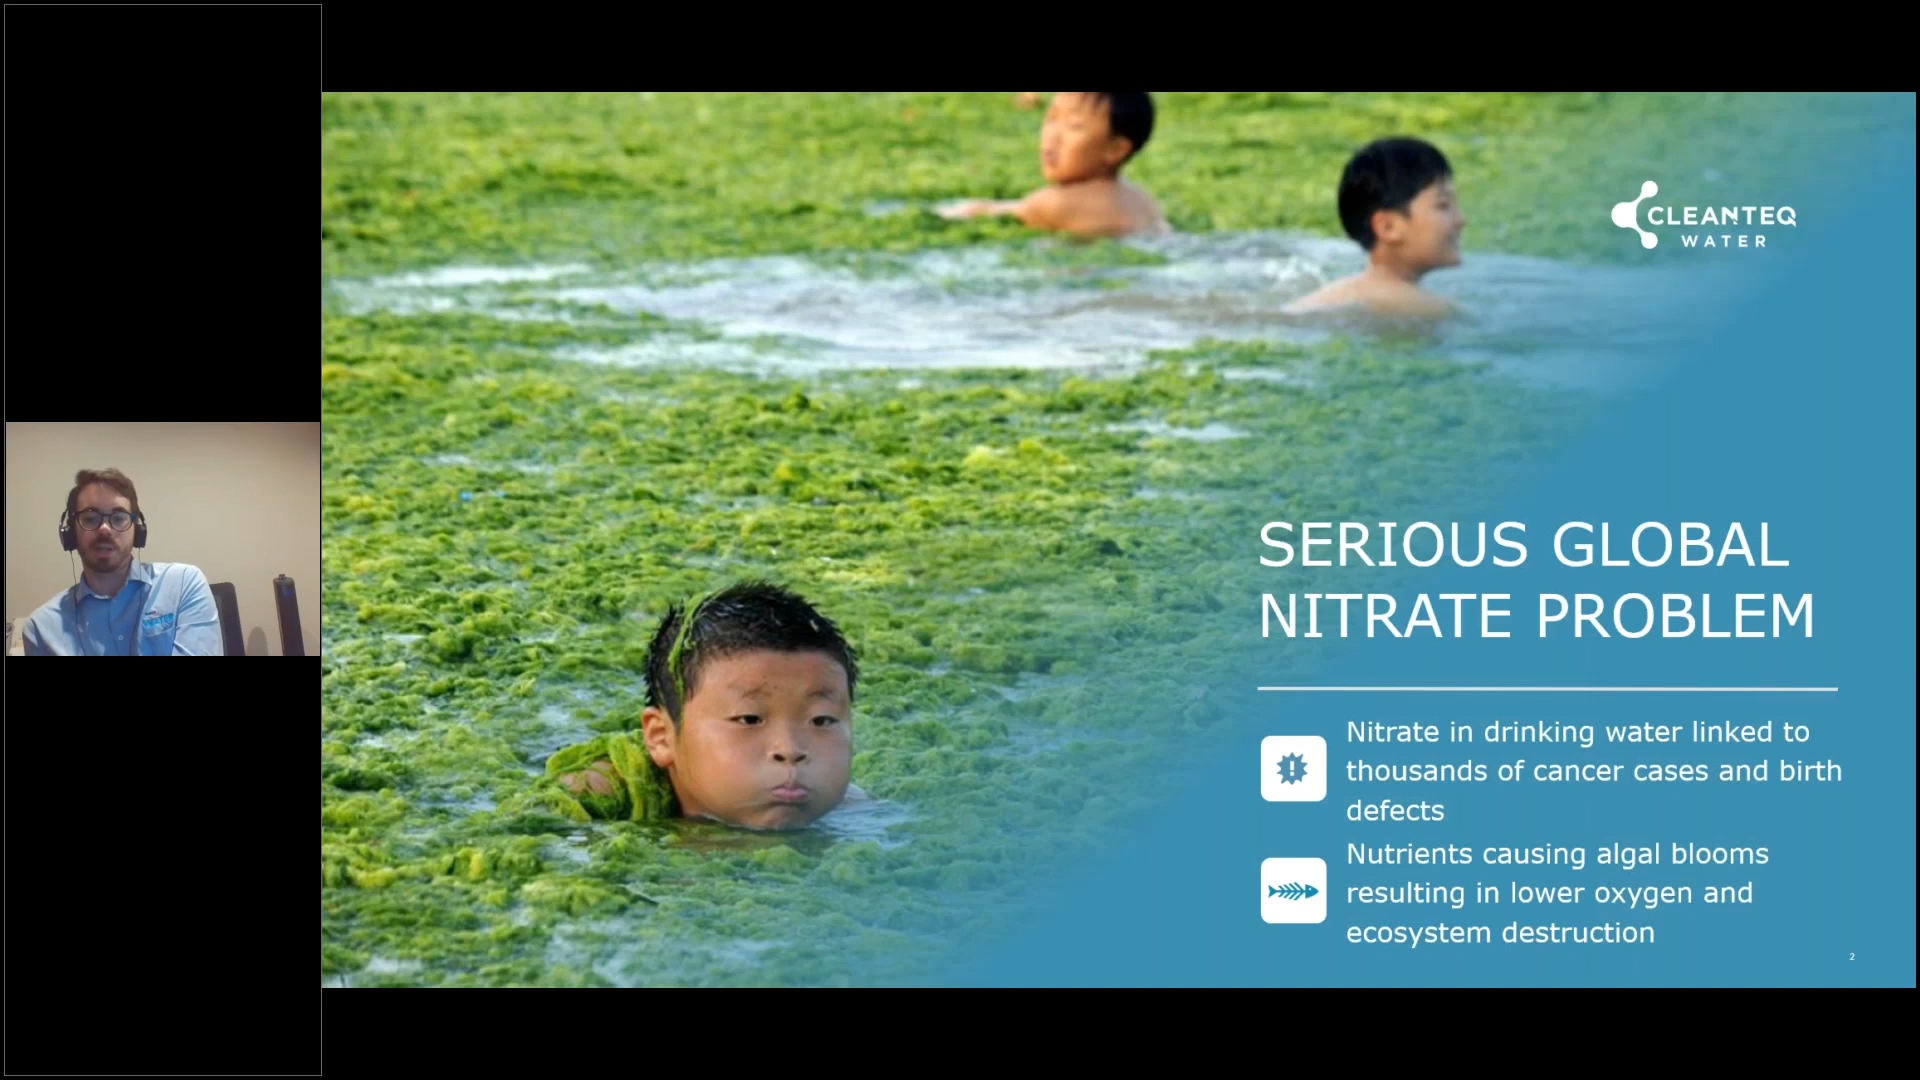 CLEANTEQ
WATER
SERIOUS GLOBAL
NITRATE PROBLEM
Nitrate in drinking water linked to
thousands of cancer cases and birth
defects
Nutrients causing algal blooms
resulting in lower oxygen and
ecosystem destruction
2